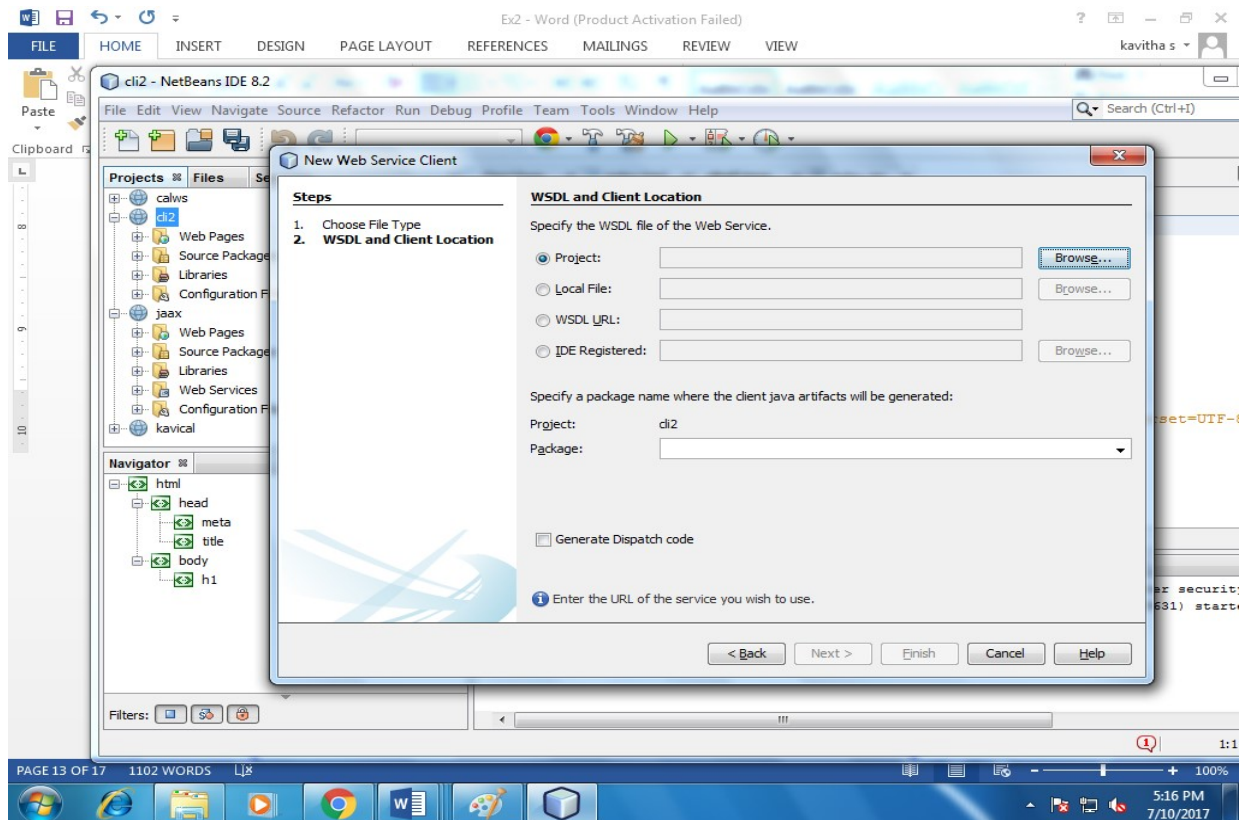 Ex2 - Word (Product Activation Failed)
FILE HOME INSERT DESIGN PAGE LAYOUT REFERENCES MAILINGS REVIEW VIEW
kavitha s
Paste
Clipboard
cli2 - NetBeans IDE 8.2
File Edit View Navigate Source Refactor Run Debug Profile Team Tools Window Help
Search (Ctrl+I)
Projects Files Se
calws
cli2
Web Pages
Source Package
Libraries
Configuration F
jaax
Web Pages
Source Package
Libraries
Web Services
Configuration F
kavical
Navigator
html
head
meta
title
body
h1
Filters:
New Web Service Client
Steps
1. Choose File Type
2. WSDL and Client Location
WSDL and Client Location
Specify the WSDL file of the Web Service.
Project: Browse...
Local File: Browse...
WSDL URL:
IDE Registered: Browse...
Specify a package name where the client java artifacts will be generated:
Project: cli2
Package:
Generate Dispatch code
Enter the URL of the service you wish to use.
< Back Next > Finish Cancel Help
set=UTF-8
er security
631) starte
8
9
10
1
1:1
PAGE 13 OF 17 1102 WORDS
100%
5:16 PM
7/10/2017